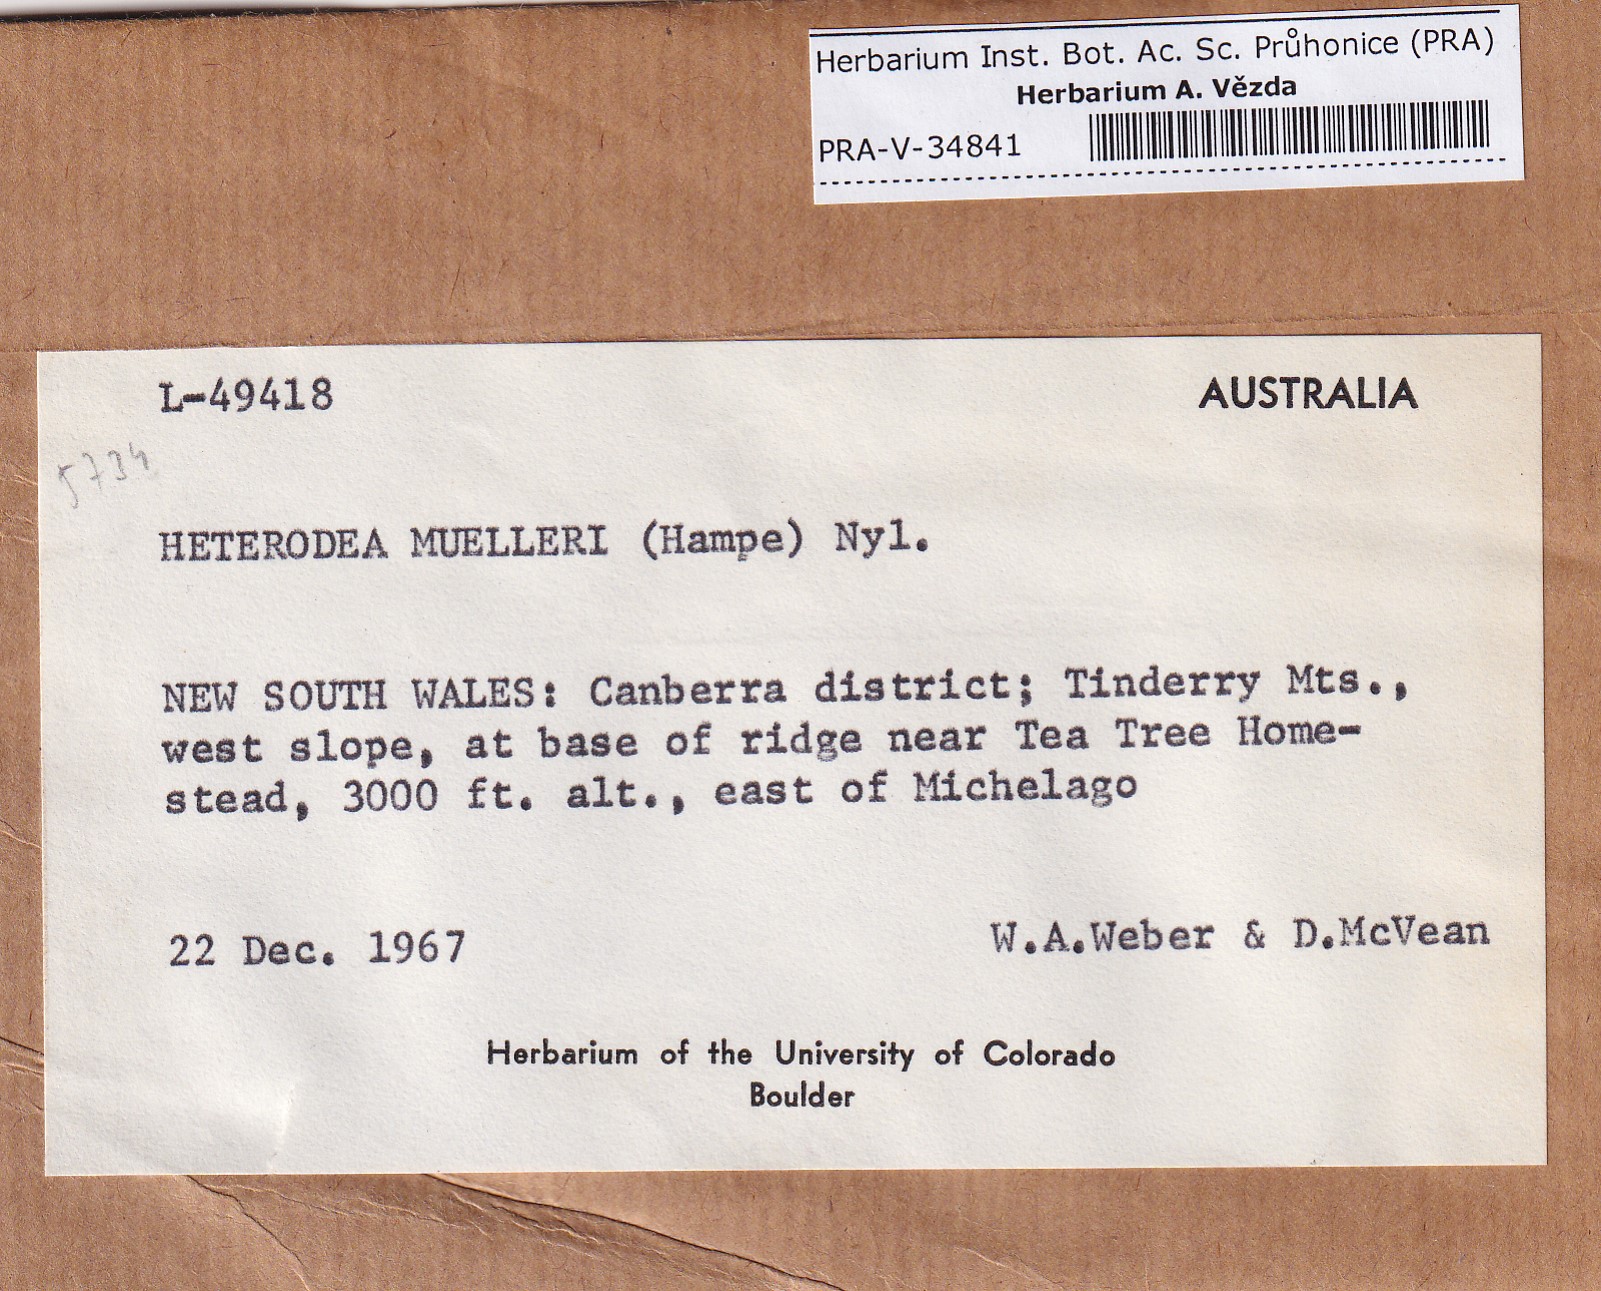 Herbarium Inst. Bot. Ac. Sc. Průhonice (PRA)
Herbarium A. Vězda
PRA-V-34841
L-49418
AUSTRALIA
5734
HETERODEA MUELLERI (Hampe) Nyl.
NEW SOUTH WALES: Canberra district; Tinderry Mts.,
west slope, at base of ridge near Tea Tree Home-
stead, 3000 ft. alt., east of Michelago
22 Dec. 1967
W.A.Weber & D.McVean
Herbarium of the University of Colorado
Boulder